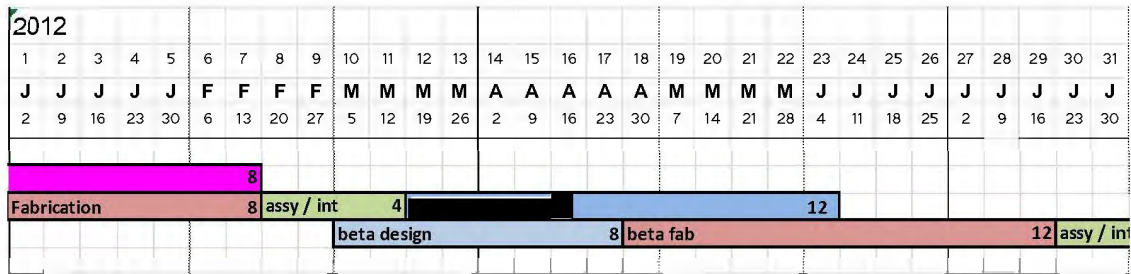 2012
1 2 3 4 5 6 7 8 9 10 11 12 13 14 15 16 17 18 19 20 21 22 23 24 25 26 27 28 29 30 31
J J J J J F F F F M M M M A A A A A M M M M J J J J J J J J J
2 9 16 23 30 6 13 20 27 5 12 19 26 2 9 16 23 30 7 14 21 28 4 11 18 25 2 9 16 23 30
8
Fabrication 8 assy / int 4 12
beta design 8 beta fab 12 assy / int